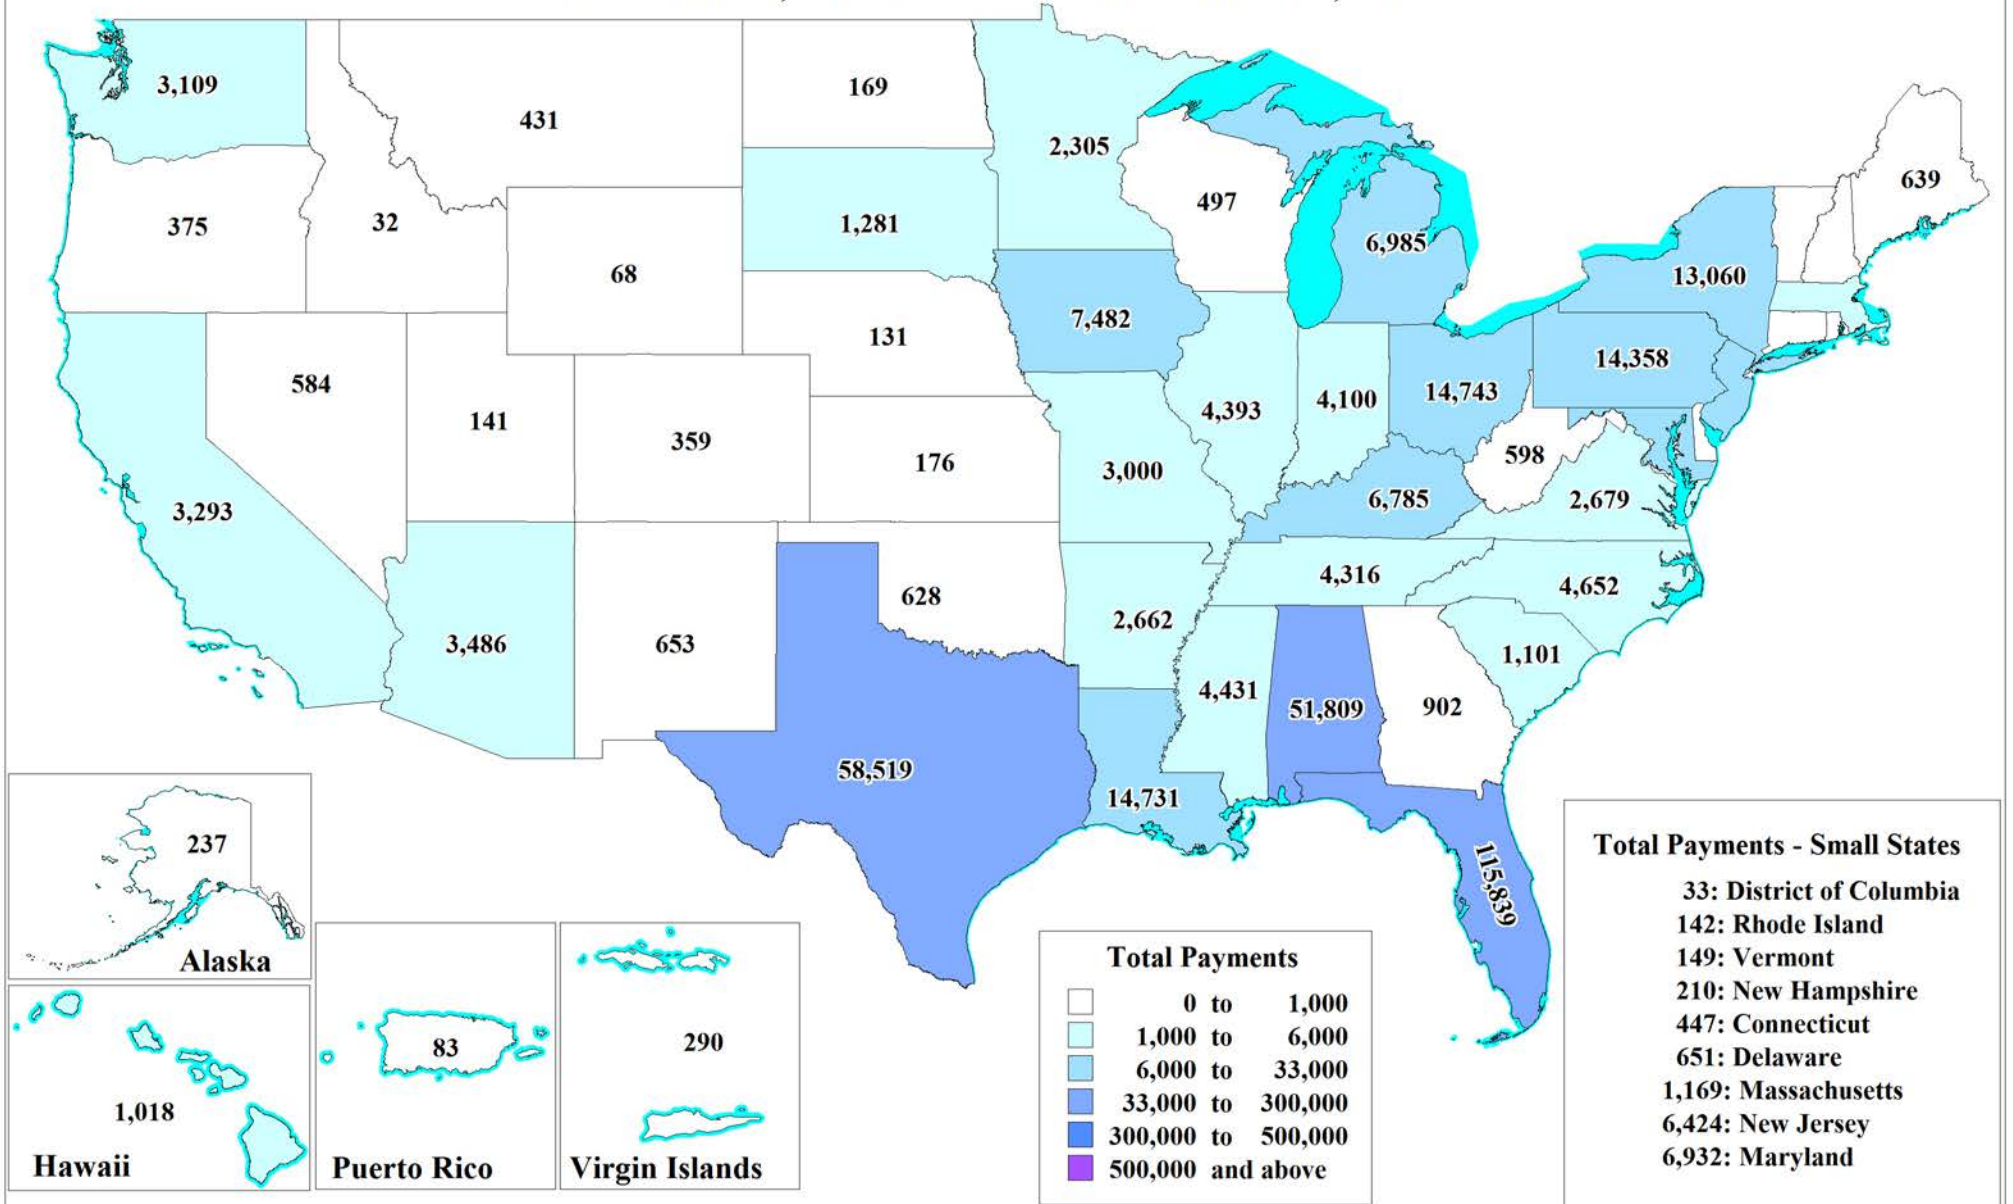 3,109
431
169
2,305
497
639
375
32
68
1,281
6,985
13,060
584
141
359
131
7,482
4,393
4,100
14,743
14,358
3,293
176
3,000
6,785
598
2,679
3,486
653
628
2,662
4,316
4,652
4,431
51,809
902
1,101
58,519
14,731
115,839
237
Alaska
1,018
Hawaii
83
Puerto Rico
290
Virgin Islands
Total Payments
0 to 1,000
1,000 to 6,000
6,000 to 33,000
33,000 to 300,000
300,000 to 500,000
500,000 and above
Total Payments - Small States
33: District of Columbia
142: Rhode Island
149: Vermont
210: New Hampshire
447: Connecticut
651: Delaware
1,169: Massachusetts
6,424: New Jersey
6,932: Maryland